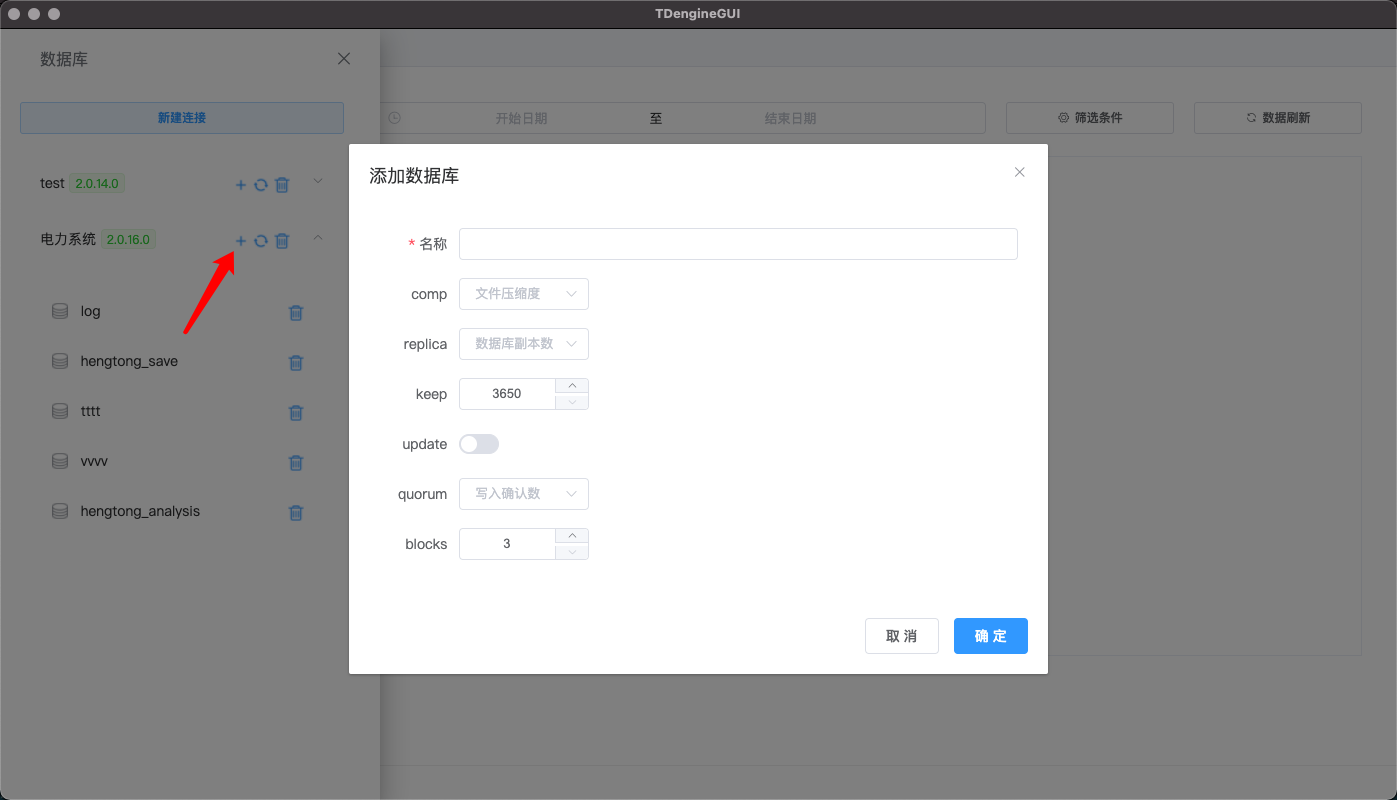 TDengineGUI
数据库
新建连接
开始日期 至 结束日期
筛选条件
数据刷新
test 2.0.14.0
电力系统 2.0.16.0
log
hengtong_save
tttt
vvvv
hengtong_analysis
添加数据库
* 名称
comp 文件压缩度
replica 数据库副本数
keep 3650
update
quorum 写入确认数
blocks 3
取消
确定